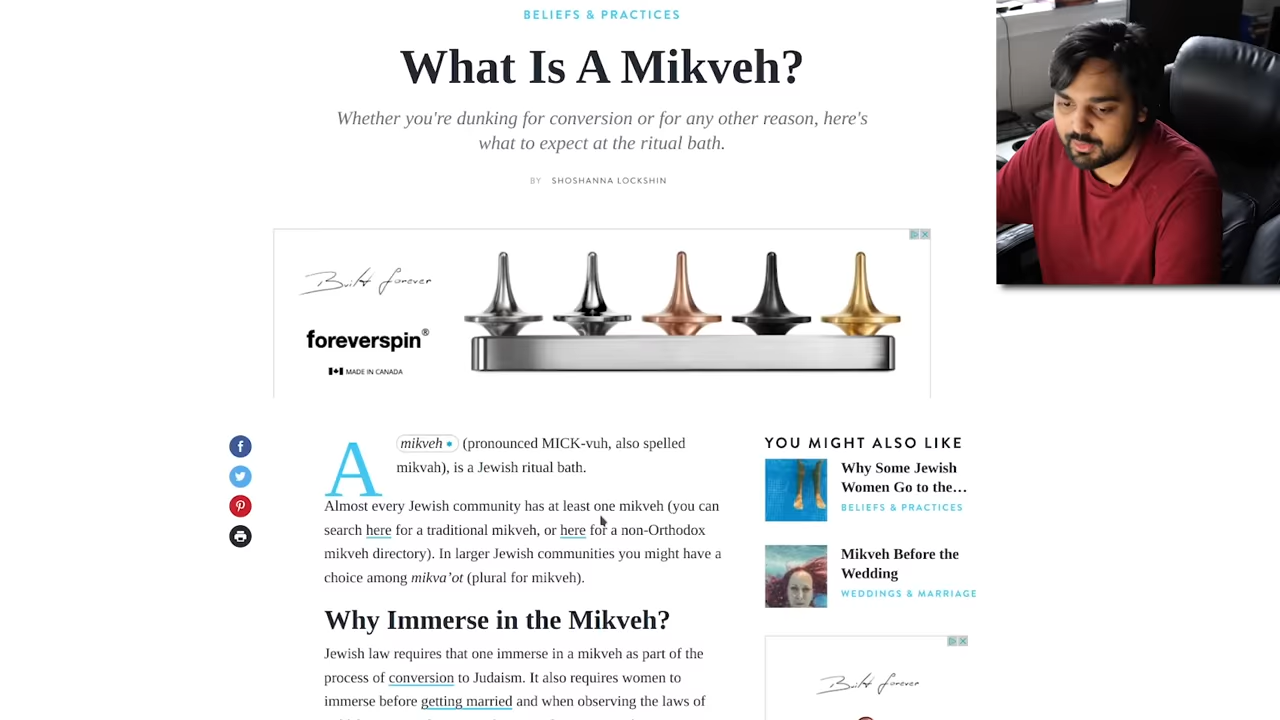 BELIEFS & PRACTICES
What Is A Mikveh?
Whether you're dunking for conversion or for any other reason, here's
what to expect at the ritual bath.
BY SHOSHANNA LOCKSHIN
Built forever
foreverspin®
MADE IN CANADA
A mikveh (pronounced MICK-vuh, also spelled
mikvah), is a Jewish ritual bath.
Almost every Jewish community has at least one mikveh (you can
search here for a traditional mikveh, or here for a non-Orthodox
mikveh directory). In larger Jewish communities you might have a
choice among mikva'ot (plural for mikveh).
Why Immerse in the Mikveh?
Jewish law requires that one immerse in a mikveh as part of the
process of conversion to Judaism. It also requires women to
immerse before getting married and when observing the laws of
YOU MIGHT ALSO LIKE
Why Some Jewish
Women Go to the…
BELIEFS & PRACTICES
Mikveh Before the
Wedding
WEDDINGS & MARRIAGE
Built forever